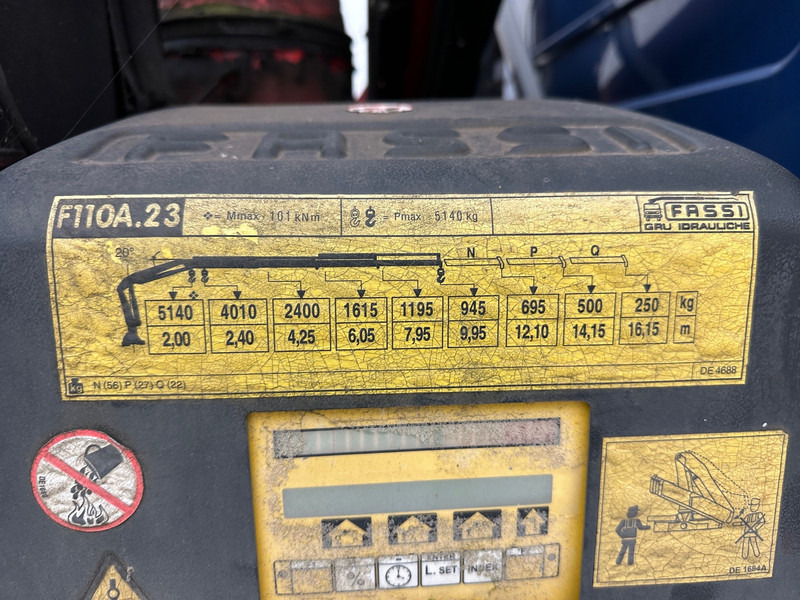 FASSI
F110A.23 = Mmax 101 kNm = Pmax 5140 kg FASSI
GRU IDRAULICHE
20° N P Q
5140 4010 2400 1615 1195 945 695 500 250 kg
2,00 2,40 4,25 6,05 7,95 9,95 12,10 14,15 16,15 m
kg N (56) P (27) Q (22) DE 4688
ENTER
% L. SET INDEX
DE 1684A